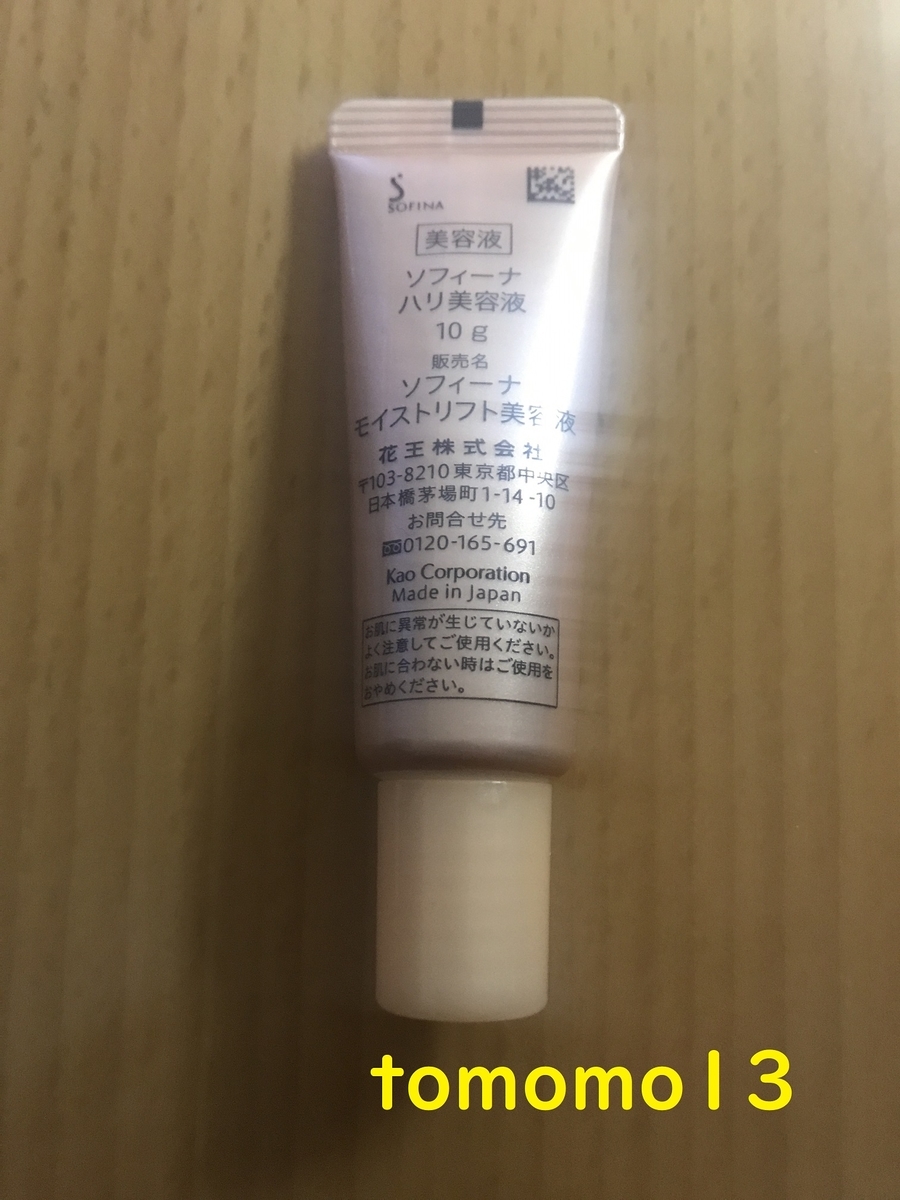 SOFINA
美容液
ソフィーナ
ハリ美容液
10 g
販売名
ソフィーナ
モイストリフト美容液
花王株式会社
〒103-8210 東京都中央区
日本橋茅場町1-14-10
お問合せ先
0120-165-691
Kao Corporation
Made in Japan
お肌に異常が生じていないか
よく注意してご使用ください。
お肌に合わない時はご使用を
おやめください。
tomomo13